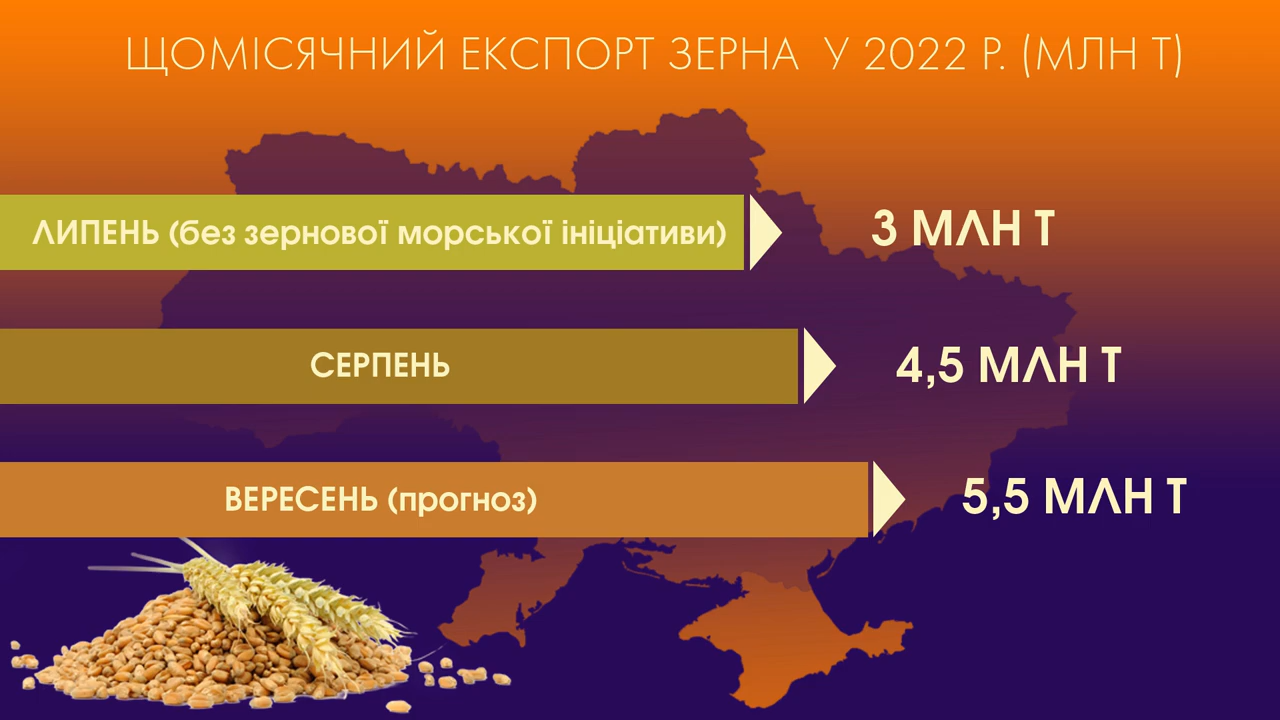 ЩОМІСЯЧНИЙ ЕКСПОРТ ЗЕРНА У 2022 Р. (МЛН Т)
ЛИПЕНЬ (без зернової морської ініціативи)
3 МЛН Т
СЕРПЕНЬ
4,5 МЛН Т
ВЕРЕСЕНЬ (прогноз)
5,5 МЛН Т